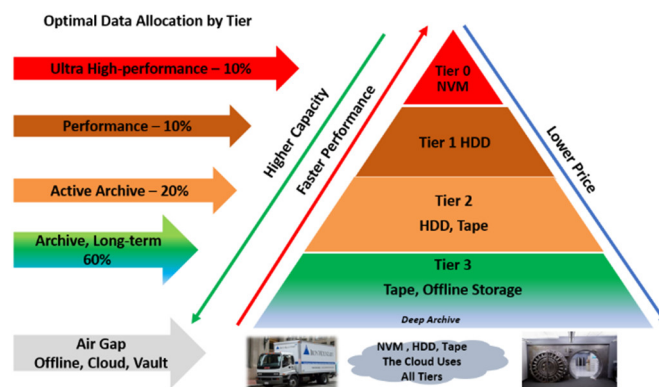 Optimal Data Allocation by Tier
Ultra High-performance – 10%
Performance – 10%
Active Archive – 20%
Archive, Long-term
60%
Air Gap
Offline, Cloud, Vault
Higher Capacity
Faster Performance
Lower Price
Tier 0
NVM
Tier 1 HDD
Tier 2
HDD, Tape
Tier 3
Tape, Offline Storage
Deep Archive
NVM , HDD, Tape
The Cloud Uses
All Tiers